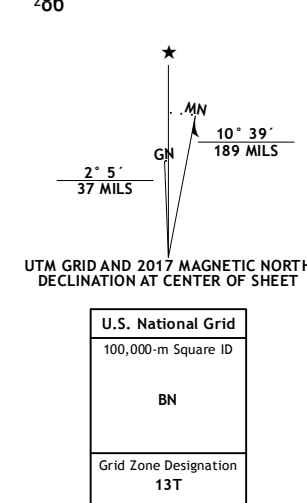 ²86
★
MN
GN
10° 39´
189 MILS
2° 5´
37 MILS
UTM GRID AND 2017 MAGNETIC NORTH
DECLINATION AT CENTER OF SHEET
U.S. National Grid
100,000-m Square ID
BN
Grid Zone Designation
13T